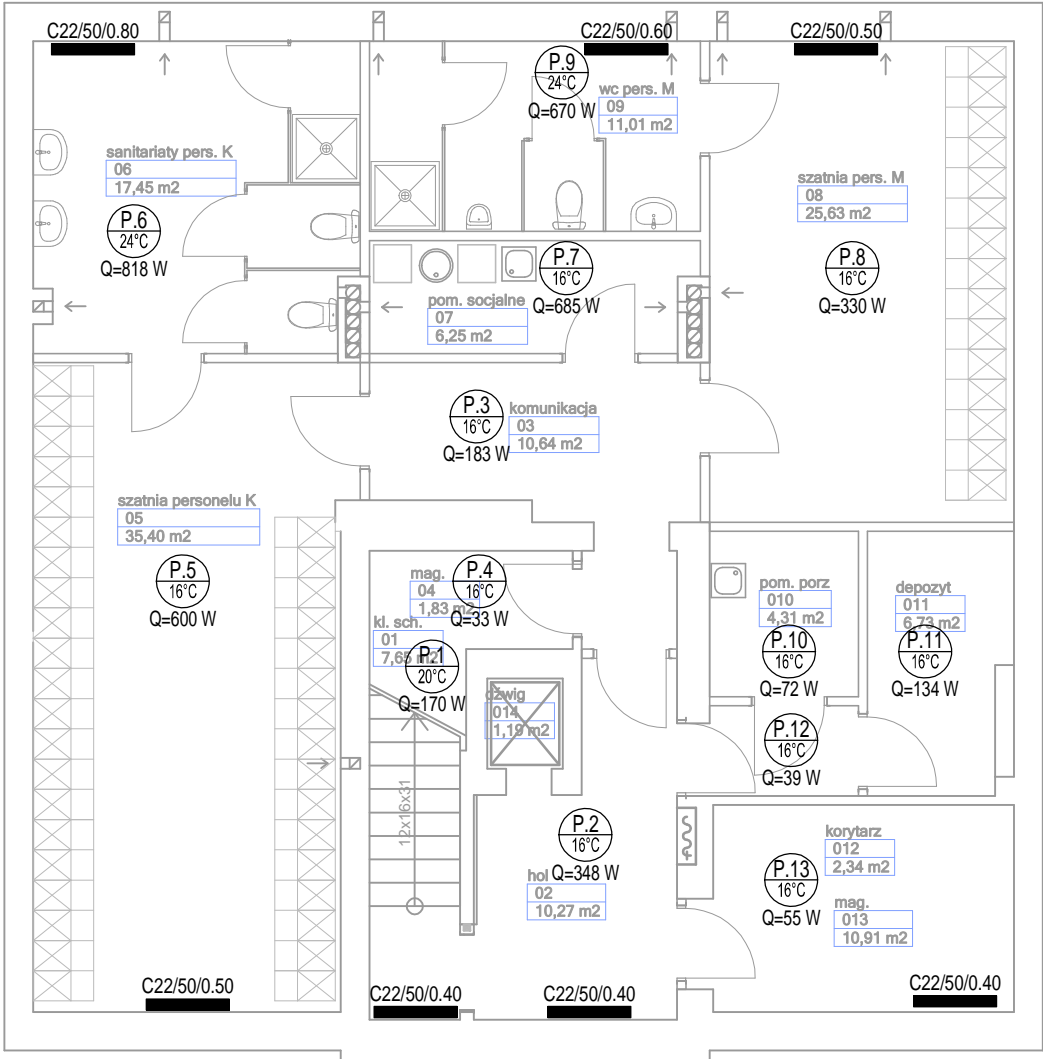 C22/50/0.80
C22/50/0.60
C22/50/0.50
P.9
24°C
Q=670 W
wc pers. M
09
11,01 m2
sanitariaty pers. K
06
17,45 m2
P.6
24°C
Q=818 W
szatnia pers. M
08
25,63 m2
P.8
16°C
Q=330 W
P.7
16°C
Q=685 W
pom. socjalne
07
6,25 m2
P.3
16°C
Q=183 W
komunikacja
03
10,64 m2
szatnia personelu K
05
35,40 m2
P.5
16°C
Q=600 W
mag.
04
1,83 m2
P.4
16°C
Q=33 W
kl. sch.
01
7,65 m2
P.1
20°C
Q=170 W
dźwig
014
1,19 m2
pom. porz
010
4,31 m2
P.10
16°C
Q=72 W
depozyt
011
6,73 m2
P.11
16°C
Q=134 W
P.12
16°C
Q=39 W
12x16x31
P.2
16°C
Q=348 W
hol
02
10,27 m2
korytarz
012
2,34 m2
P.13
16°C
Q=55 W
mag.
013
10,91 m2
C22/50/0.50
C22/50/0.40
C22/50/0.40
C22/50/0.40